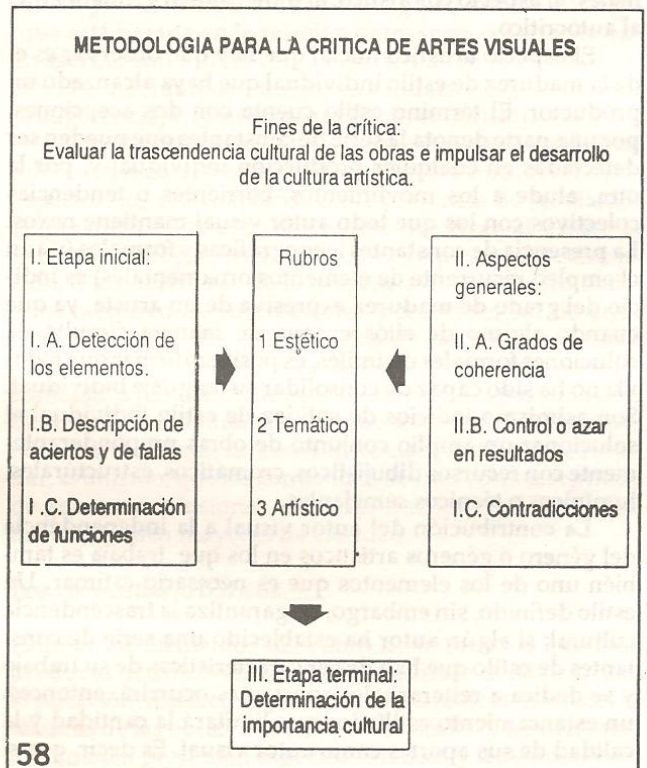 METODOLOGIA PARA LA CRITICA DE ARTES VISUALES
Fines de la crítica:
Evaluar la trascendencia cultural de las obras e impulsar el desarrollo
de la cultura artística.
I. Etapa inicial:
I. A. Detección de
los elementos.
I.B. Descripción de
aciertos y de fallas
I.C. Determinación
de funciones
Rubros
1 Estético
2 Temático
3 Artístico
II. Aspectos
generales:
II. A. Grados de
coherencia
II.B. Control o azar
en resultados
II.C. Contradicciones
III. Etapa terminal:
Determinación de la
importancia cultural
58